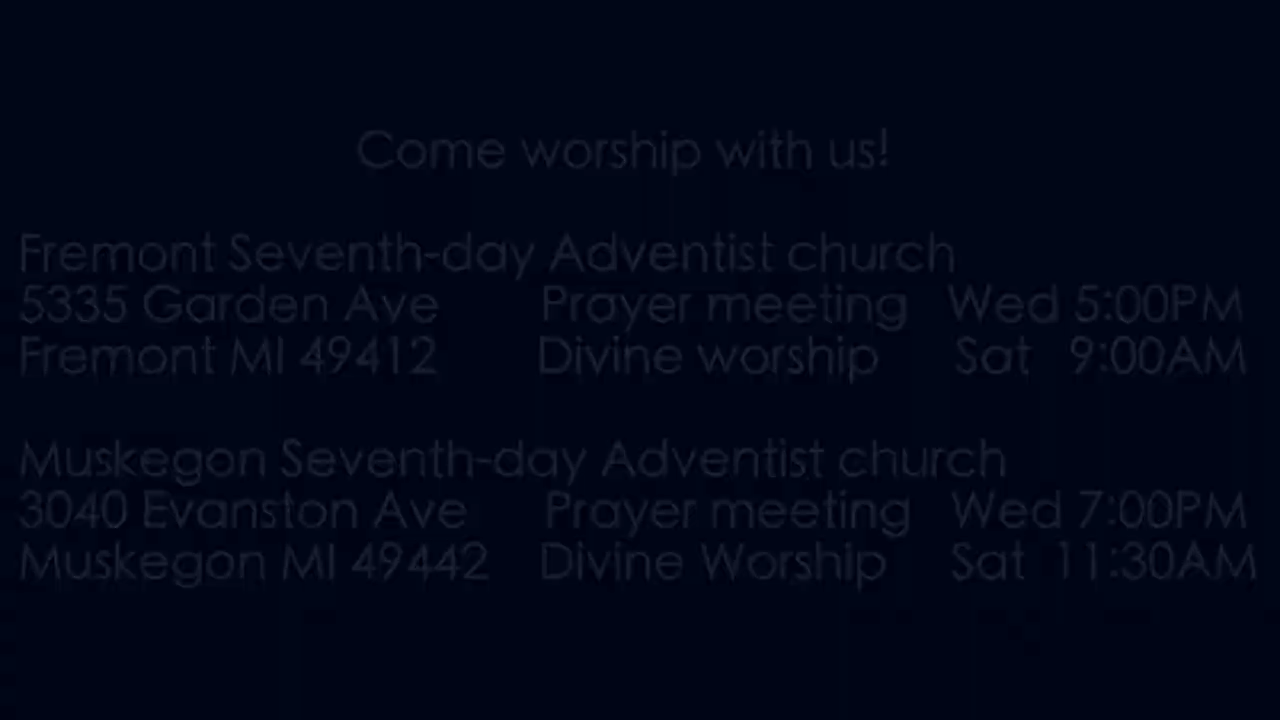 Come worship with us!
Fremont Seventh-day Adventist church
5335 Garden Ave Prayer meeting Wed 5:00PM
Fremont MI 49412 Divine worship Sat 9:00AM
Muskegon Seventh-day Adventist church
3040 Evanston Ave Prayer meeting Wed 7:00PM
Muskegon MI 49442 Divine Worship Sat 11:30AM